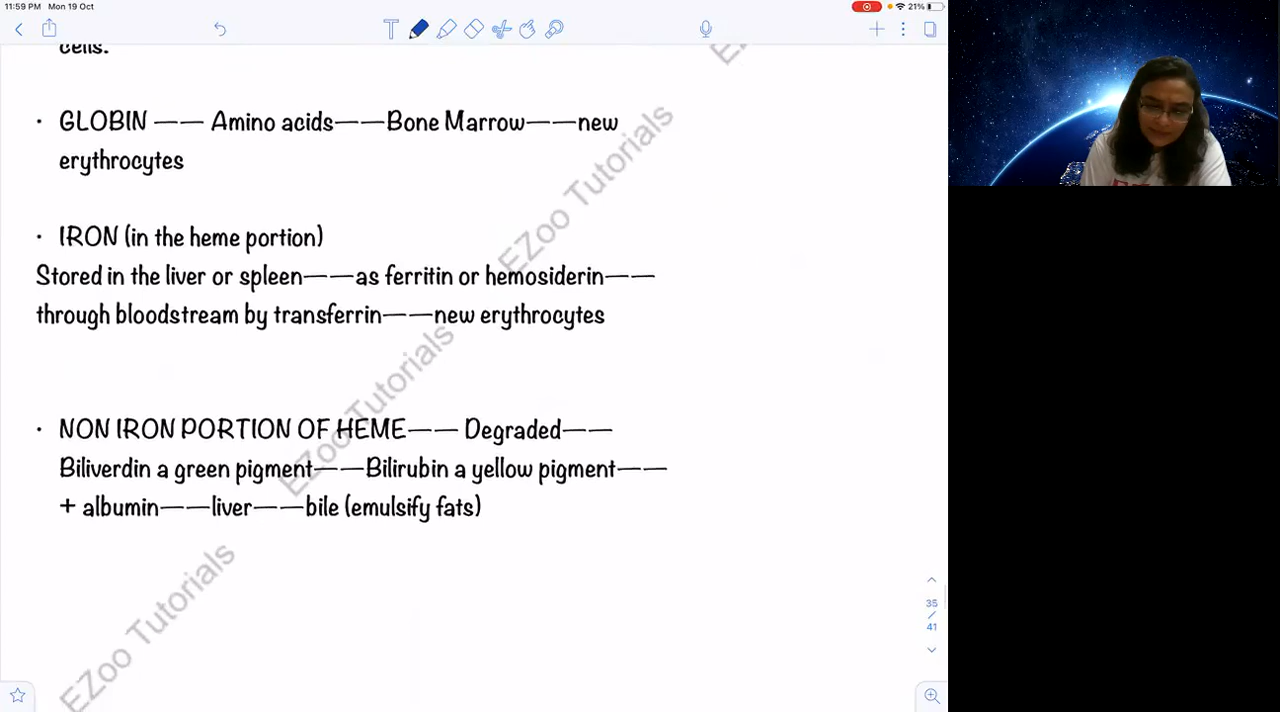 11:59 PM Mon 19 Oct
21%
cells.
· GLOBIN —— Amino acids——Bone Marrow——new
erythrocytes
· IRON (in the heme portion)
Stored in the liver or spleen——as ferritin or hemosiderin——
through bloodstream by transferrin——new erythrocytes
· NON IRON PORTION OF HEME—— Degraded——
Biliverdin a green pigment——Bilirubin a yellow pigment——
+ albumin——liver——bile (emulsify fats)
EZoo Tutorials
EZoo Tutorials
EZoo Tutorials
35
/
41